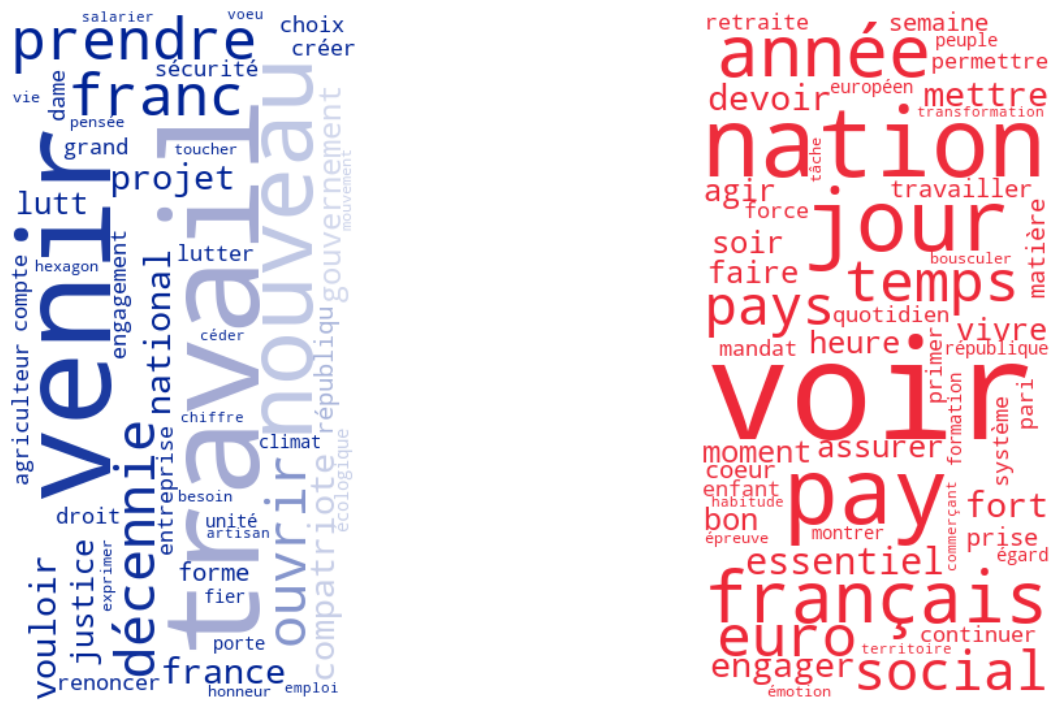 salarier
voeu
choix
prendre
créer
sécurité
dame
franc
vie
pensée
grand
toucher
venir
projet
lutt
travail
nouveau
gouvernement
mouvement
lutter
hexagon
engagement
national
agriculteur
compte
céder
républiqu
chiffre
climat
décennie
entreprise
besoin
ouvrir
compatriote
écologique
droit
unité
artisan
vouloir
justice
exprimer
forme
fier
porte
france
renoncer
honneur
emploi
retraite
semaine
année
peuple
permettre
européen
devoir
mettre
transformation
nation
tâche
agir
travailler
force
jour
matière
soir
bousculer
faire
temps
pays
quotidien
vivre
mandat
heure
primer
république
voir
formation
pari
système
moment
assurer
coeur
pay
enfant
habitude
commerçant
fort
bon
épreuve
montrer
prise
essentiel
égard
français
euro
continuer
territoire
engager
social
émotion